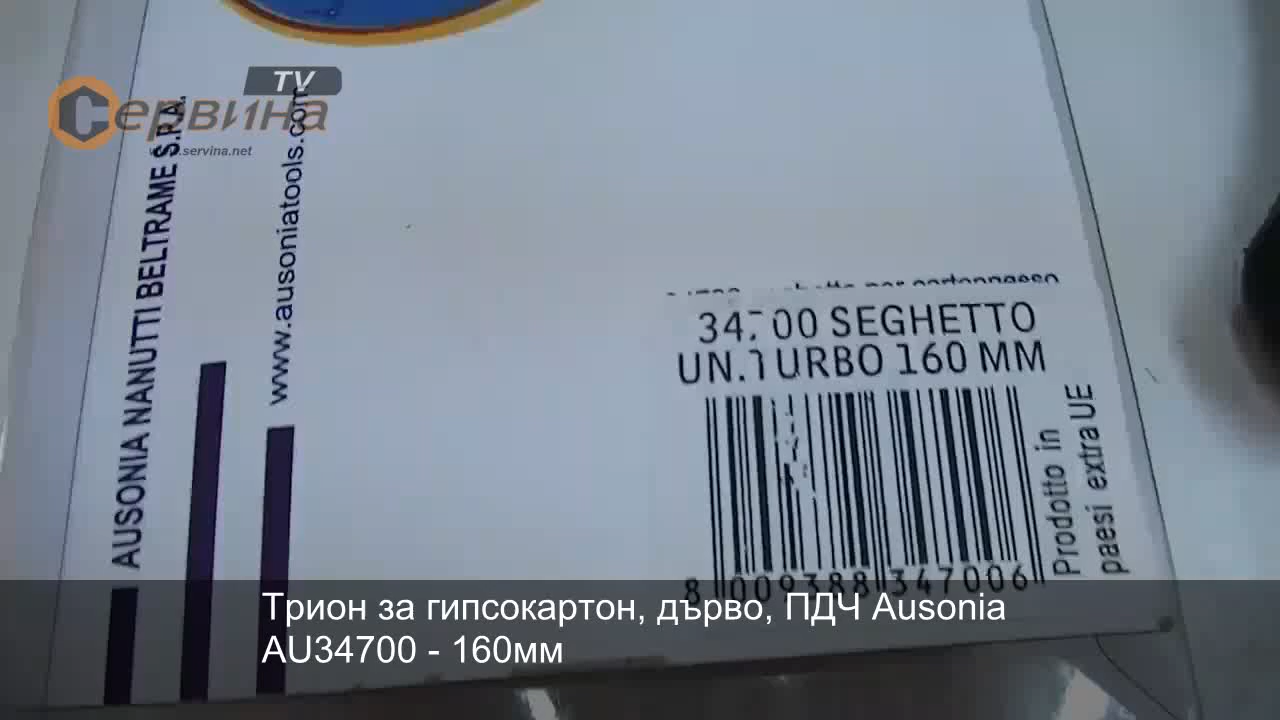 TV
Сервина
www.servina.net
AUSONIA NANUTTI BELTRAME S.P.A.
www.ausoniatools.com
34700 SEGHETTO
UN.TURBO 160 MM
8 009388 347006
Prodotto in
paesi extra UE
Трион за гипсокартон, дърво, ПДЧ Ausonia
AU34700 - 160мм